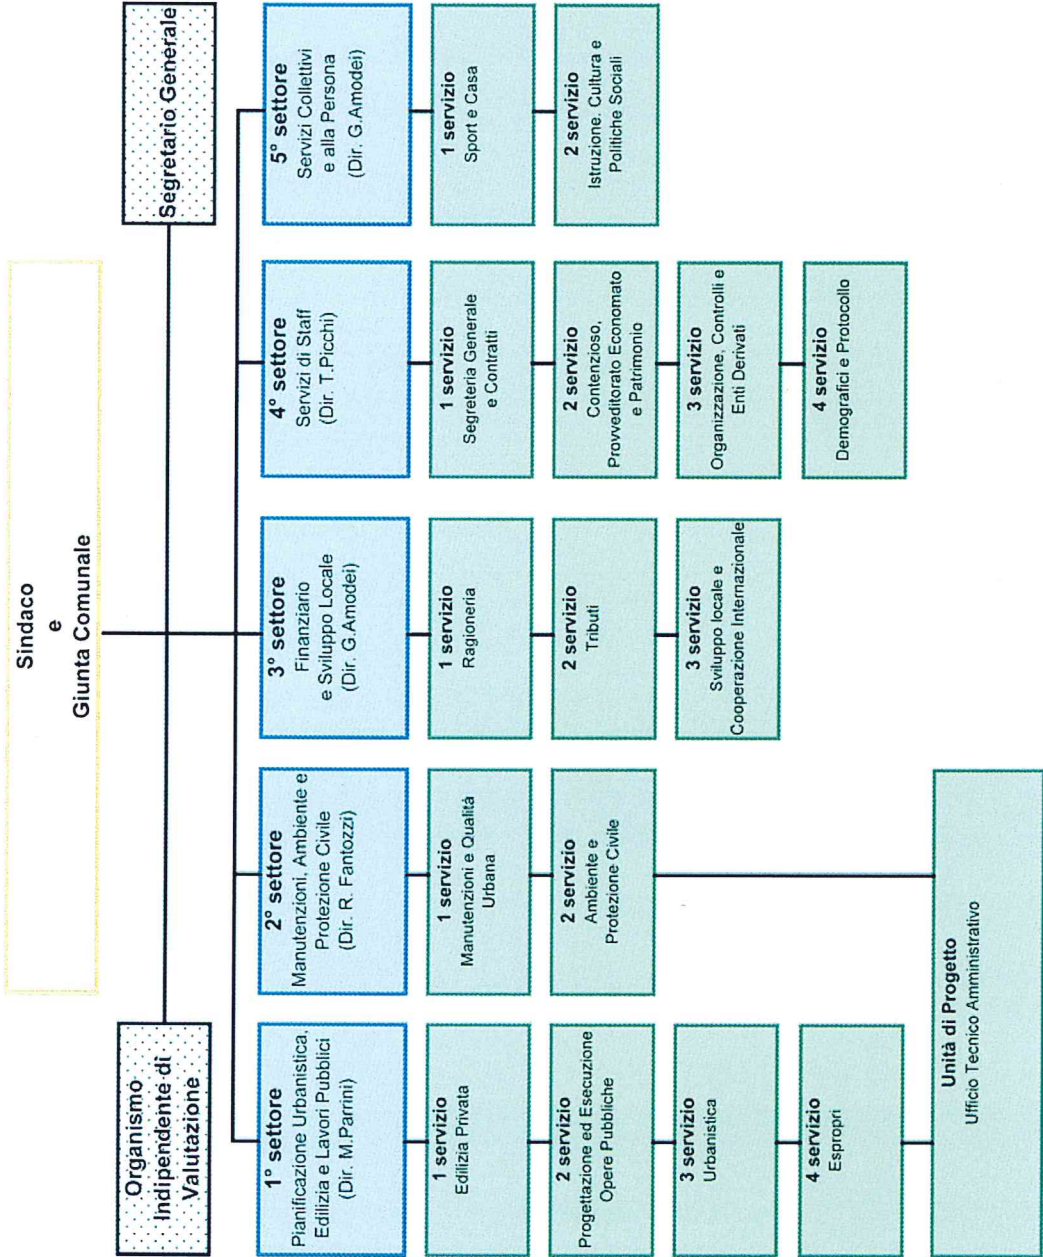 Sindaco
e
Giunta Comunale
Organismo
Indipendente di
Valutazione
Segretario Generale
1° settore
Pianificazione Urbanistica,
Edilizia e Lavori Pubblici
(Dir. M.Parrini)
1 servizio
Edilizia Privata
2 servizio
Progettazione ed Esecuzione
Opere Pubbliche
3 servizio
Urbanistica
4 servizio
Espropri
2° settore
Manutenzioni, Ambiente e
Protezione Civile
(Dir. R. Fantozzi)
1 servizio
Manutenzioni e Qualità
Urbana
2 servizio
Ambiente e
Protezione Civile
Unità di Progetto
Ufficio Tecnico Amministrativo
3° settore
Finanziario
e Sviluppo Locale
(Dir. G.Amodei)
1 servizio
Ragioneria
2 servizio
Tributi
3 servizio
Sviluppo locale e
Cooperazione Internazionale
4° settore
Servizi di Staff
(Dir. T.Picchi)
1 servizio
Segreteria Generale
e Contratti
2 servizio
Contenzioso,
Provveditorato Economato
e Patrimonio
3 servizio
Organizzazione, Controlli e
Enti Derivati
4 servizio
Demografici e Protocollo
5° settore
Servizi Collettivi
e alla Persona
(Dir. G.Amodei)
1 servizio
Sport e Casa
2 servizio
Istruzione. Cultura e
Politiche Sociali